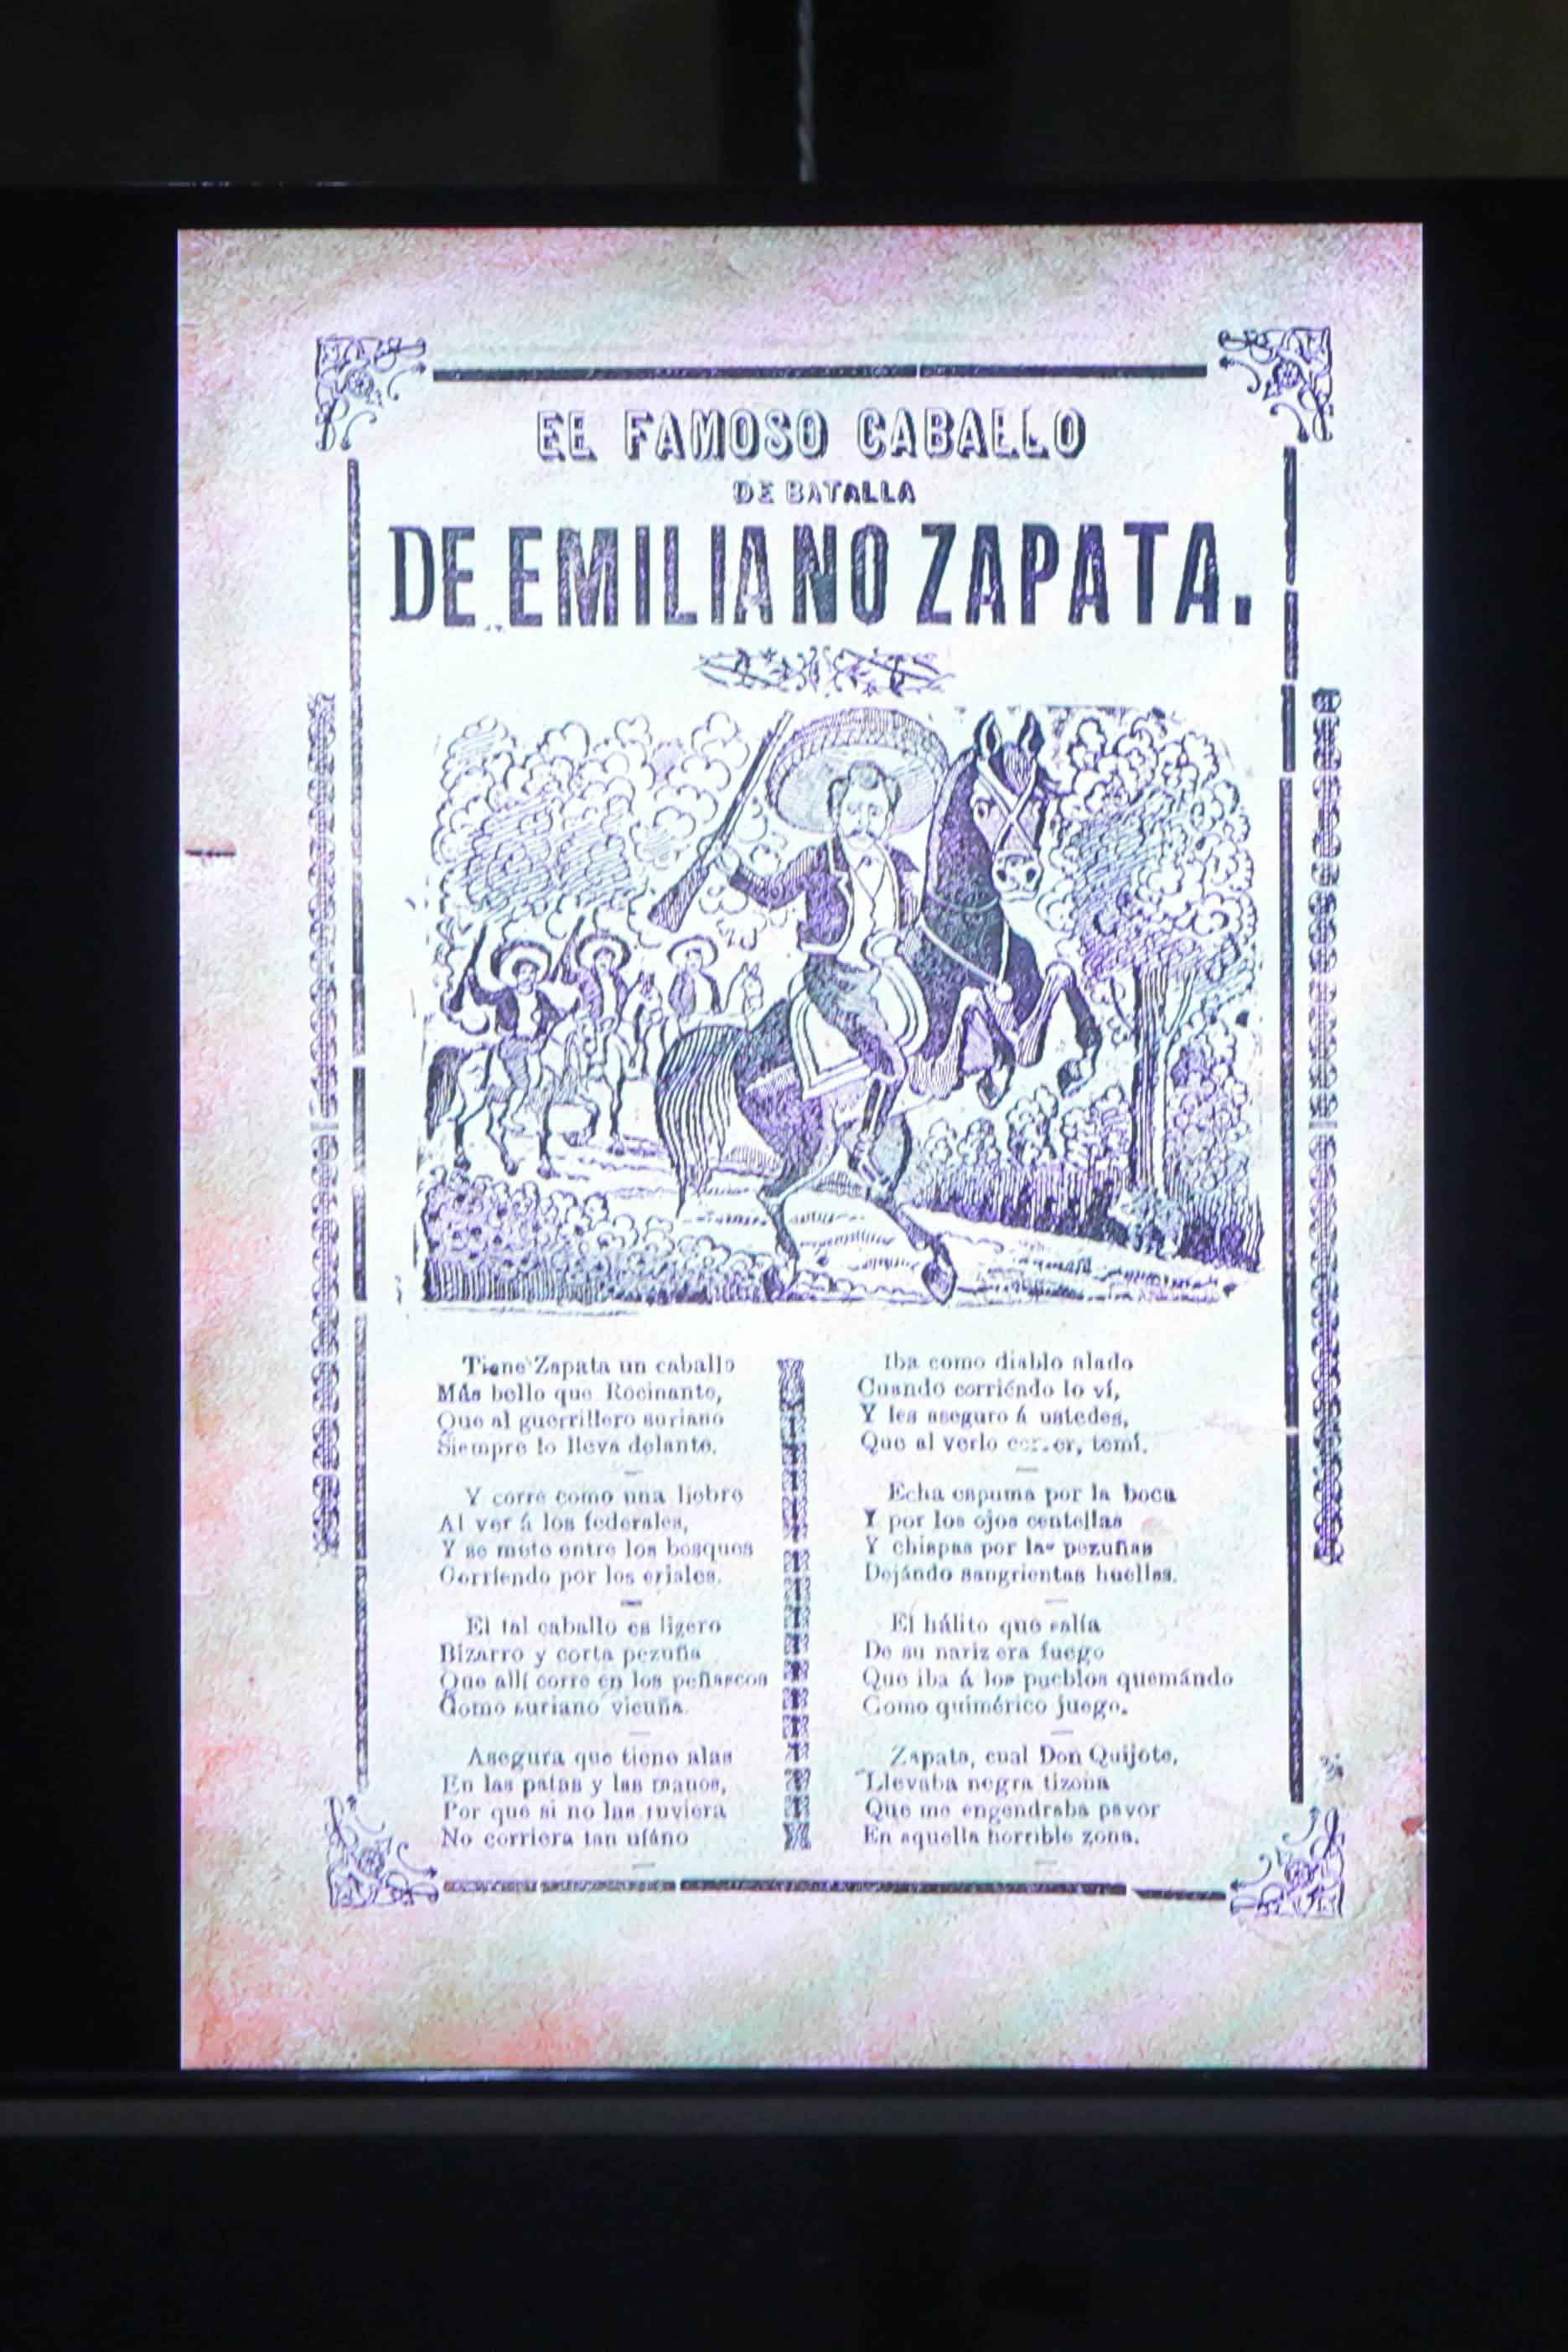 EL FAMOSO CABALLO
DE BATALLA
DE EMILIANO ZAPATA.
Tiene Zapata un caballo
Más bello que Rocinante,
Que al guerrillero suriano
Siempre lo lleva delante.
Y corre como una liebre
Al ver á los federales,
Y se mete entre los bosques
Corriendo por los eriales.
El tal caballo es ligero
Bizarro y corta pezuña
Que allí corre en los peñascos
Como suriano vicuña.
Asegura que tiene alas
En las patas y las manos,
Por que si no las tuviera
No corriera tan ufáno
Iba como diablo alado
Cuando corriéndo lo ví,
Y les aseguro á ustedes,
Que al verlo correr, temí.
Echa espuma por la boca
Y por los ojos centellas
Y chispas por las pezuñas
Dejándo sangrientas huellas.
El hálito que salía
De su nariz era fuego
Que iba á los pueblos quemándo
Como quimérico juego.
Zapata, cual Don Quijote,
Llevaba negra tizona
Que me engendraba pavor
En aquella horrible zona.